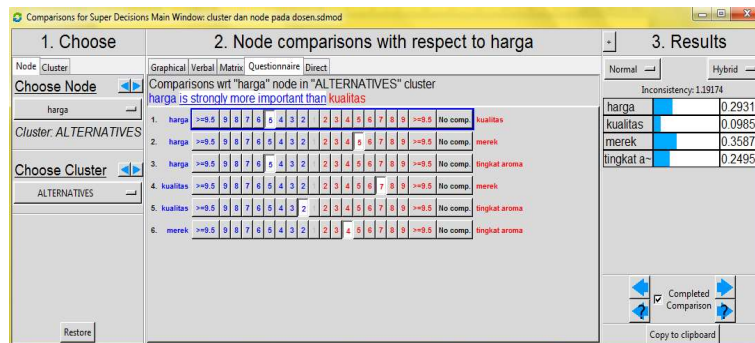 Comparisons for Super Decisions Main Window: cluster dan node pada dosen.sdmod
1. Choose
Node Cluster
Choose Node
harga
Cluster: ALTERNATIVES
Choose Cluster
ALTERNATIVES
Restore
2. Node comparisons with respect to harga
Graphical Verbal Matrix Questionnaire Direct
Comparisons wrt "harga" node in "ALTERNATIVES" cluster
harga is strongly more important than kualitas
1. harga >=9.5 9 8 7 6 5 4 3 2 1 2 3 4 5 6 7 8 9 >=9.5 No comp. kualitas
2. harga >=9.5 9 8 7 6 5 4 3 2 1 2 3 4 5 6 7 8 9 >=9.5 No comp. merek
3. harga >=9.5 9 8 7 6 5 4 3 2 1 2 3 4 5 6 7 8 9 >=9.5 No comp. tingkat aroma
4. kualitas >=9.5 9 8 7 6 5 4 3 2 1 2 3 4 5 6 7 8 9 >=9.5 No comp. merek
5. kualitas >=9.5 9 8 7 6 5 4 3 2 1 2 3 4 5 6 7 8 9 >=9.5 No comp. tingkat aroma
6. merek >=9.5 9 8 7 6 5 4 3 2 1 2 3 4 5 6 7 8 9 >=9.5 No comp. tingkat aroma
+ 3. Results
Normal Hybrid
Inconsistency: 1.19174
harga 0.2931
kualitas 0.0985
merek 0.3587
tingkat a~ 0.2495
Completed
Comparison
? ?
Copy to clipboard